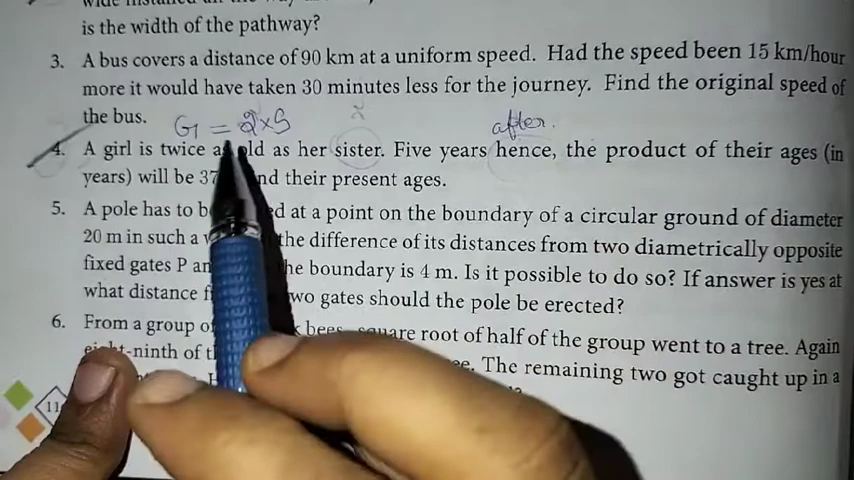 is the width of the pathway?
3. A bus covers a distance of 90 km at a uniform speed. Had the speed been 15 km/hour
more it would have taken 30 minutes less for the journey. Find the original speed of
the bus.
G = 2×S
after.
4. A girl is twice as old as her sister. Five years hence, the product of their ages (in
years) will be 37 nd their present ages.
5. A pole has to b d at a point on the boundary of a circular ground of diameter
20 m in such a the difference of its distances from two diametrically opposite
fixed gates P an he boundary is 4 m. Is it possible to do so? If answer is yes at
what distance f wo gates should the pole be erected?
6. From a group o k bees, square root of half of the group went to a tree. Again
eight-ninth of t ee. The remaining two got caught up in a
11